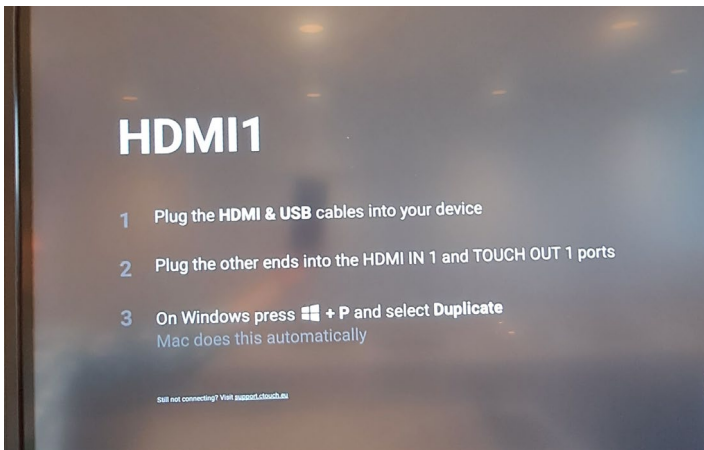 HDMI1
1 Plug the HDMI & USB cables into your device
2 Plug the other ends into the HDMI IN 1 and TOUCH OUT 1 ports
3 On Windows press + P and select Duplicate
Mac does this automatically
Still not connecting? Visit support.ctouch.eu